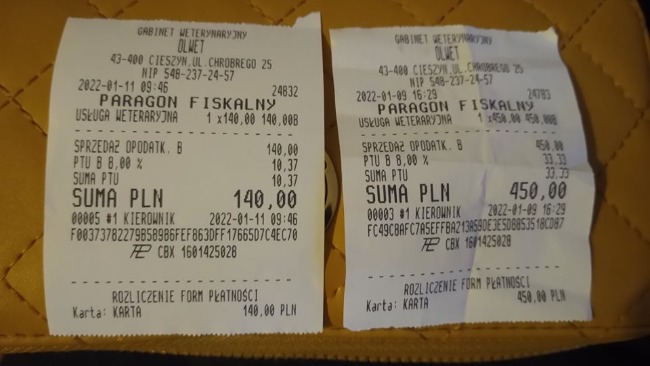 GABINET WETERYNARYJNY
OLWET
43-400 CIESZYN,UL.CHROBREGO 25
NIP 548-237-24-57
2022-01-11 09:46 24832
PARAGON FISKALNY
USŁUGA WETERARYJNA 1 x140,00 140,00B
SPRZEDAŻ OPODATK. B 140,00
PTU B 8,00 % 10,37
SUMA PTU 10,37
SUMA PLN 140,00
00005 #1 KIEROWNIK 2022-01-11 09:46
F00373782279B5B9B6FEF863DFF17665D7C4EC70
CBX 1601425028
ROZLICZENIE FORM PŁATNOŚCI
Karta: KARTA 140,00 PLN
GABINET WETERYNARYJNY
OLWET
43-400 CIESZYN,UL.CHROBREGO 25
NIP 548-237-24-57
2022-01-09 16:29 24783
PARAGON FISKALNY
USŁUGA WETERARYJNA 1 x450,00 450,00B
SPRZEDAŻ OPODATK. B 450,00
PTU B 8,00 % 33,33
SUMA PTU 33,33
SUMA PLN 450,00
00003 #1 KIEROWNIK 2022-01-09 16:29
CBX 1601425028
ROZLICZENIE FORM PŁATNOŚCI
Karta: KARTA 450,00 PLN